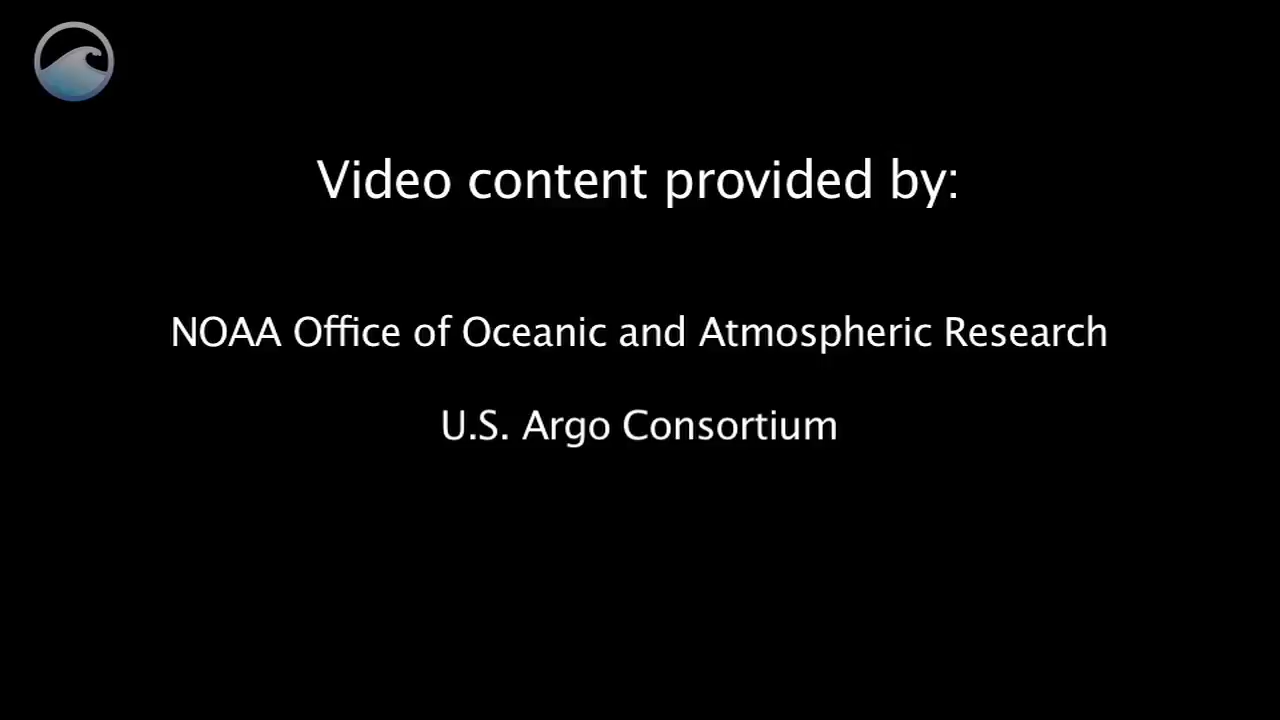 Video content provided by:
NOAA Office of Oceanic and Atmospheric Research
U.S. Argo Consortium